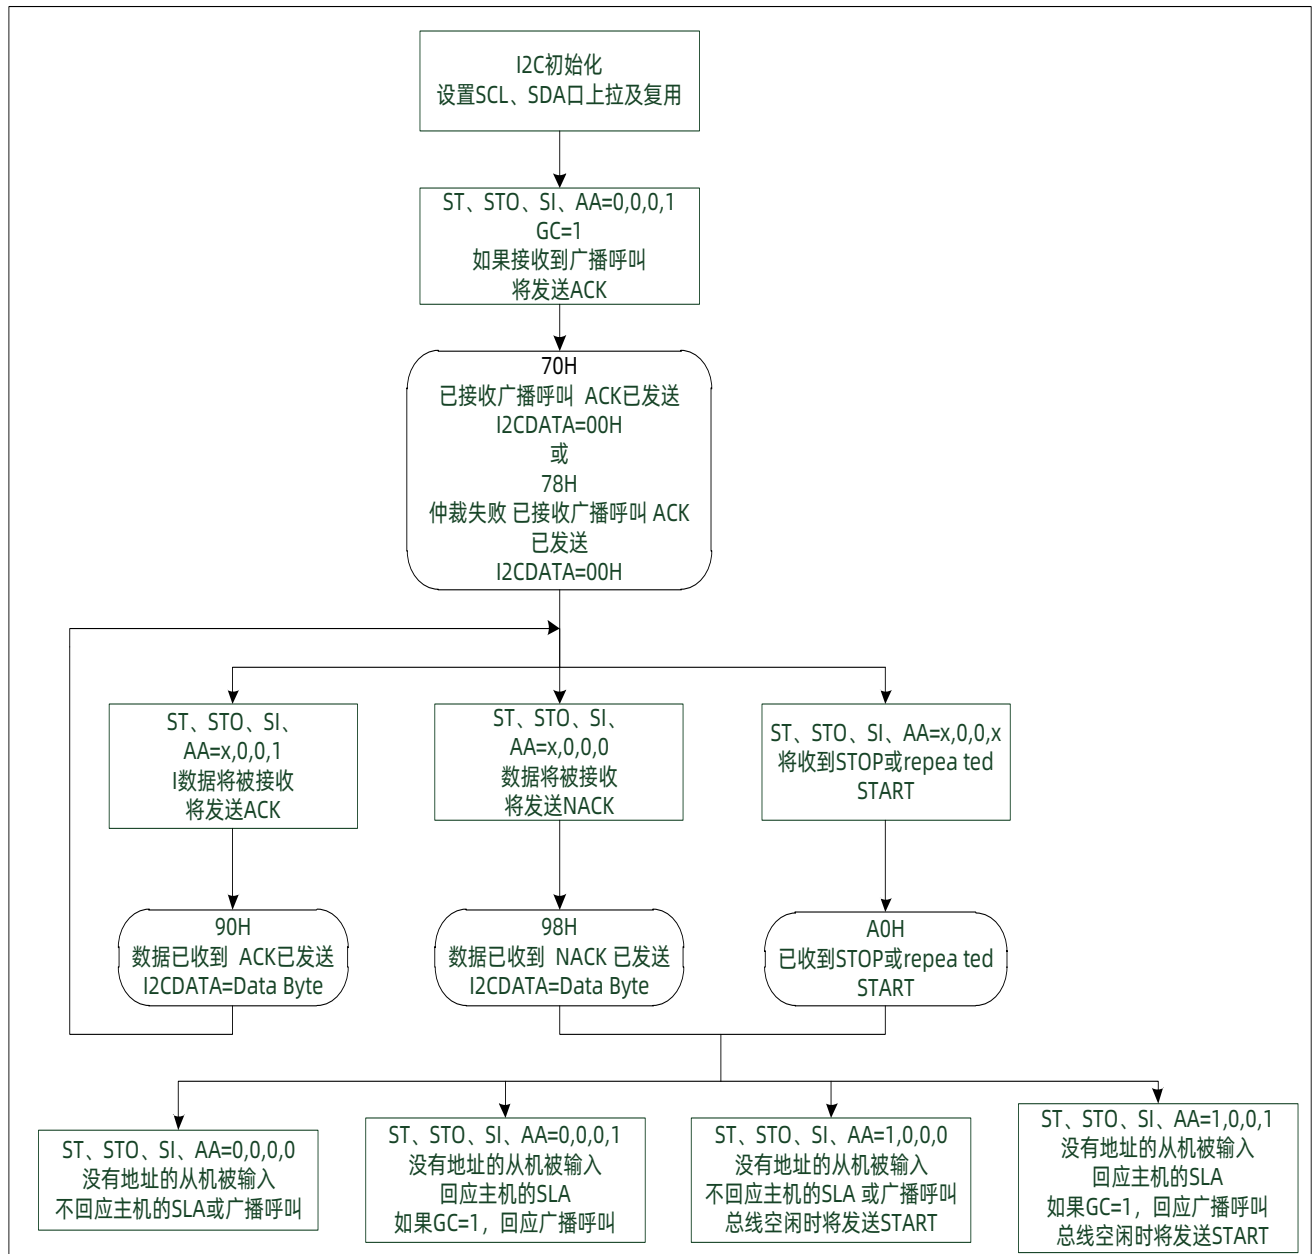 I2C初始化
设置SCL、SDA口上拉及复用
ST、STO、SI、AA=0,0,0,1
GC=1
如果接收到广播呼叫
将发送ACK
70H
已接收广播呼叫 ACK已发送
I2CDATA=00H
或
78H
仲裁失败 已接收广播呼叫 ACK
已发送
I2CDATA=00H
ST、STO、SI、
AA=x,0,0,1
I数据将被接收
将发送ACK
ST、STO、SI、
AA=x,0,0,0
数据将被接收
将发送NACK
ST、STO、SI、AA=x,0,0,x
将收到STOP或repea ted
START
90H
数据已收到 ACK已发送
I2CDATA=Data Byte
98H
数据已收到 NACK 已发送
I2CDATA=Data Byte
A0H
已收到STOP或repea ted
START
ST、STO、SI、AA=0,0,0,0
没有地址的从机被输入
不回应主机的SLA或广播呼叫
ST、STO、SI、AA=0,0,0,1
没有地址的从机被输入
回应主机的SLA
如果GC=1，回应广播呼叫
ST、STO、SI、AA=1,0,0,0
没有地址的从机被输入
不回应主机的SLA 或广播呼叫
总线空闲时将发送START
ST、STO、SI、AA=1,0,0,1
没有地址的从机被输入
回应主机的SLA
如果GC=1，回应广播呼叫
总线空闲时将发送START